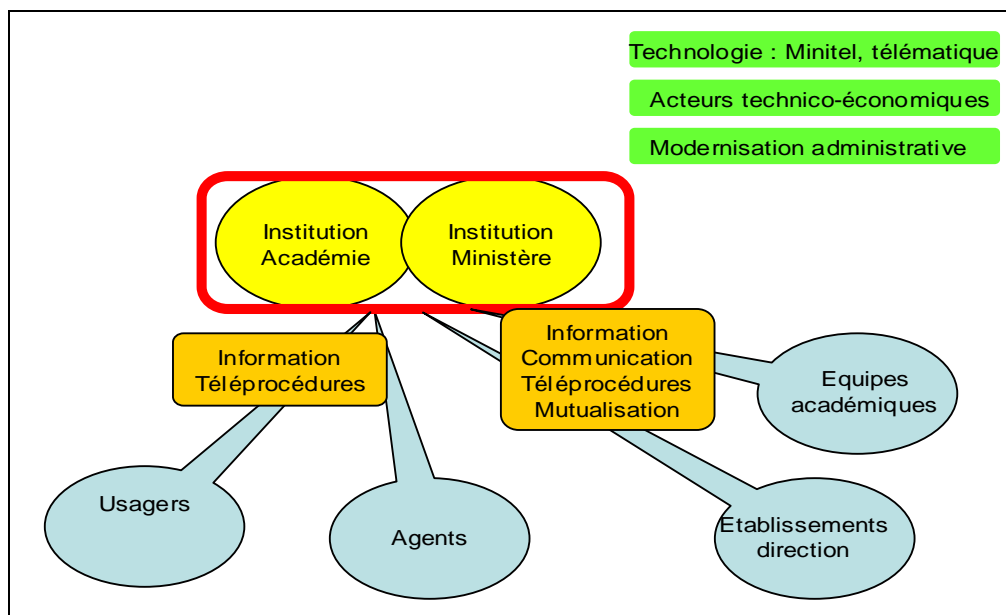 Technologie : Minitel, télématique
Acteurs technico-économiques
Modernisation administrative
Institution
Académie
Institution
Ministère
Information
Téléprocédures
Information
Communication
Téléprocédures
Mutualisation
Equipes
académiques
Usagers
Agents
Etablissements
direction